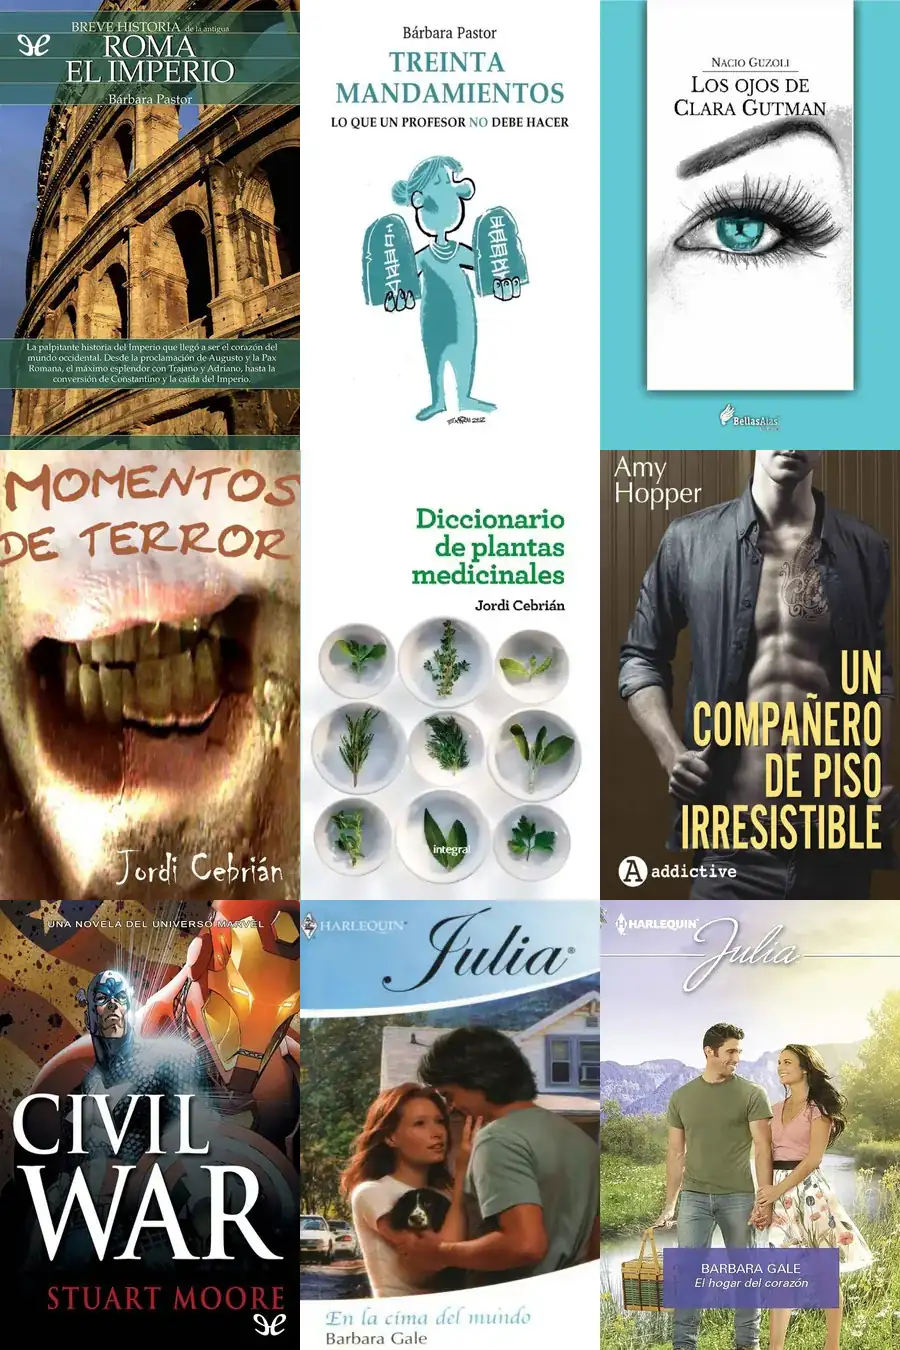 BREVE HISTORIA de la antigua
ROMA
EL IMPERIO
Bárbara Pastor
La palpitante historia del Imperio que llegó a ser el corazón del
mundo occidental. Desde la proclamación de Augusto y la Pax
Romana, el máximo esplendor con Trajano y Adriano, hasta la
conversión de Constantino y la caída del Imperio.
Bárbara Pastor
TREINTA
MANDAMIENTOS
LO QUE UN PROFESOR NO DEBE HACER
NACIO GUZOLI
LOS OJOS DE
CLARA GUTMAN
BellasAlas
MOMENTOS
DE TERROR
Jordi Cebrián
Diccionario
de plantas
medicinales
Jordi Cebrián
integral
Amy
Hopper
UN
COMPAÑERO
DE PISO
IRRESISTIBLE
A addictive
UNA NOVELA DEL UNIVERSO MARVEL
CIVIL
WAR
STUART MOORE
HARLEQUIN
Julia
En la cima del mundo
Barbara Gale
HARLEQUIN
Julia
BARBARA GALE
El hogar del corazón